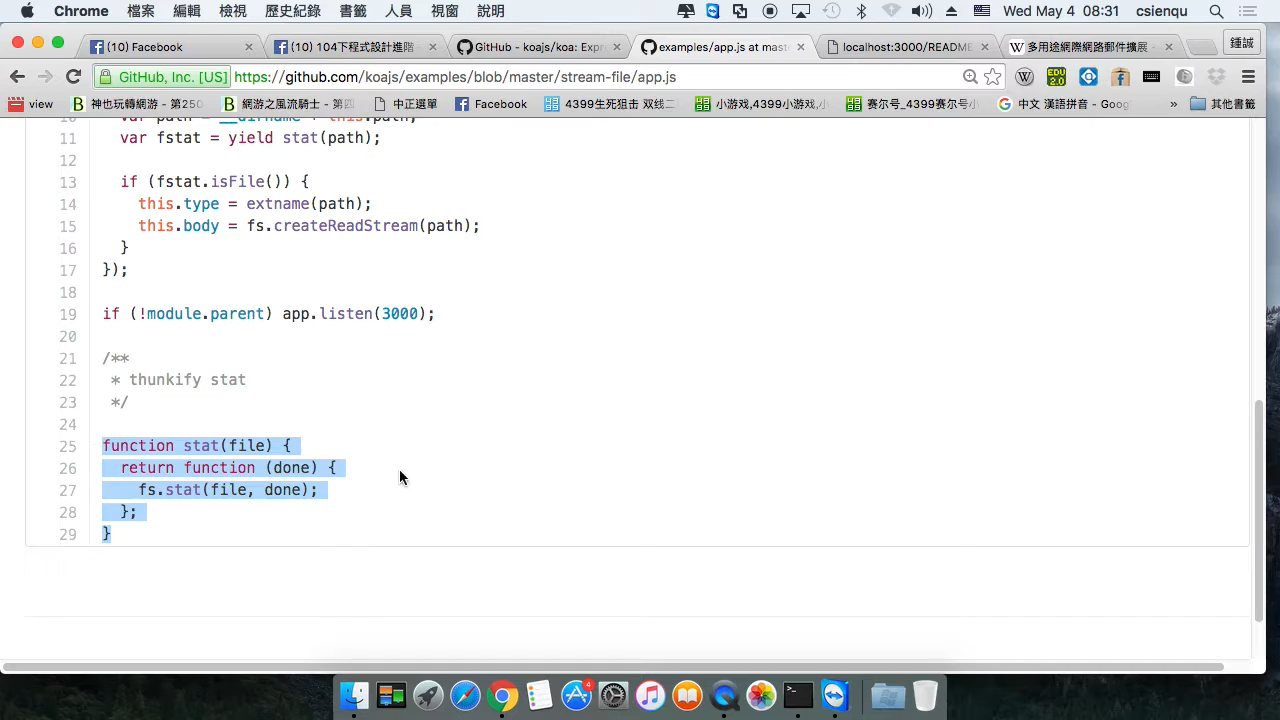 Chrome 檔案 編輯 檢視 歷史紀錄 書籤 人員 視窗 說明 Wed May 4 08:31 csienqu
(10) Facebook
(10) 104下程式設計進階
GitHub - koajs/koa: Expr
examples/app.js at mast
localhost:3000/README
多用途網際網路郵件擴展
鍾誠
GitHub, Inc. [US] https://github.com/koajs/examples/blob/master/stream-file/app.js
view
神也玩轉網游 - 第250
網游之風流騎士 - 第四
中正選單
Facebook
4399生死狙击 双线二
小游戏,4399小游戏,
赛尔号_4399赛尔号小
中文 漢語拼音 - Goog
» 其他書籤
10 var path = __dirname + this.path;
11 var fstat = yield stat(path);
12
13 if (fstat.isFile()) {
14 this.type = extname(path);
15 this.body = fs.createReadStream(path);
16 }
17 });
18
19 if (!module.parent) app.listen(3000);
20
21 /**
22 * thunkify stat
23 */
24
25 function stat(file) {
26 return function (done) {
27 fs.stat(file, done);
28 };
29 }